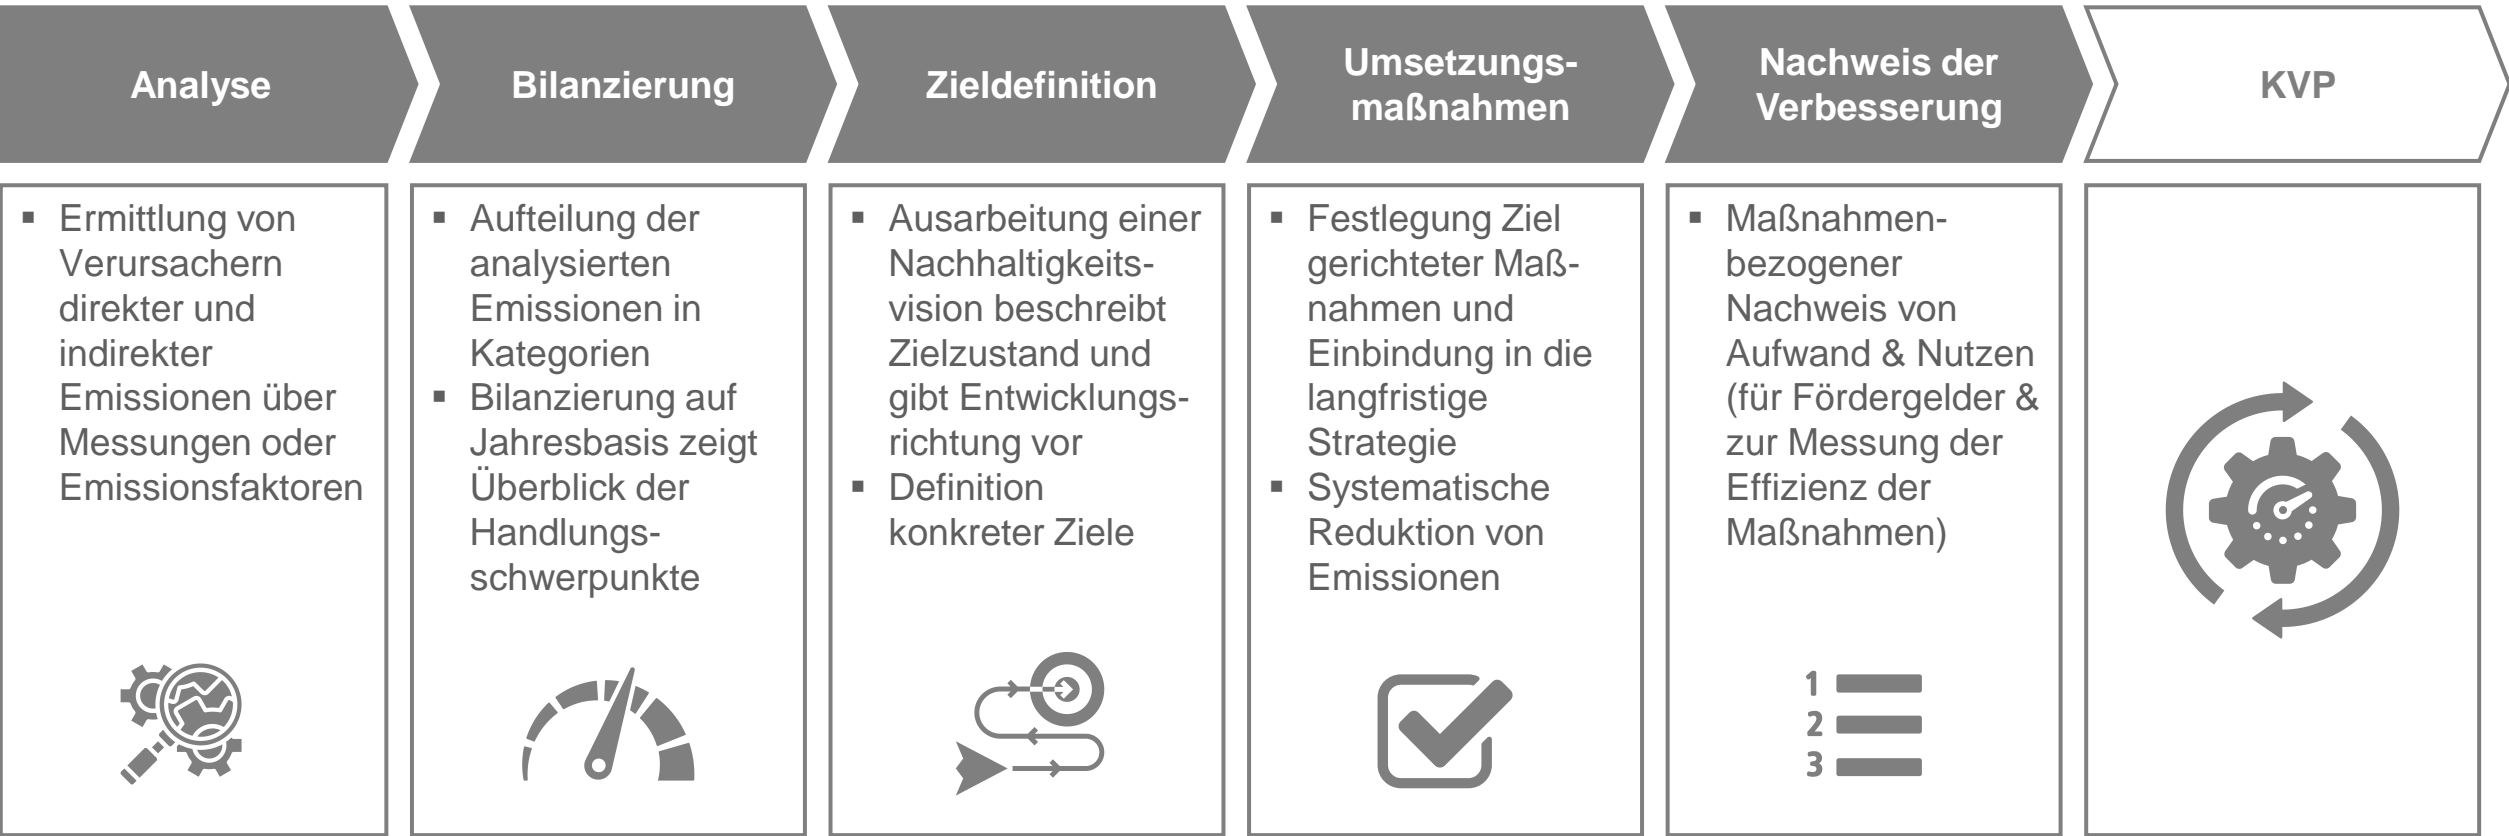 Analyse
Bilanzierung
Zieldefinition
Umsetzungs-
maßnahmen
Nachweis der
Verbesserung
KVP
▪ Ermittlung von
Verursachern
direkter und
indirekter
Emissionen über
Messungen oder
Emissionsfaktoren
▪ Aufteilung der
analysierten
Emissionen in
Kategorien
▪ Bilanzierung auf
Jahresbasis zeigt
Überblick der
Handlungs-
schwerpunkte
▪ Ausarbeitung einer
Nachhaltigkeits-
vision beschreibt
Zielzustand und
gibt Entwicklungs-
richtung vor
▪ Definition
konkreter Ziele
▪ Festlegung Ziel
gerichteter Maß-
nahmen und
Einbindung in die
langfristige
Strategie
▪ Systematische
Reduktion von
Emissionen
▪ Maßnahmen-
bezogener
Nachweis von
Aufwand & Nutzen
(für Fördergelder &
zur Messung der
Effizienz der
Maßnahmen)
1
2
3